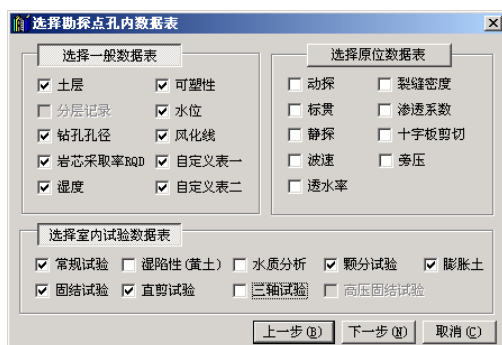 选择勘探点孔内数据表
选择一般数据表
土层 可塑性
分层记录 水位
钻孔孔径 风化线
岩芯采取率RQD 自定义表一
湿度 自定义表二
选择原位数据表
动探 裂缝密度
标贯 渗透系数
静探 十字板剪切
波速 旁压
透水率
选择室内试验数据表
常规试验 湿陷性(黄土) 水质分析 颗分试验 膨胀土
固结试验 直剪试验 三轴试验 高压固结试验
上一步(B) 下一步(N) 取消(C)